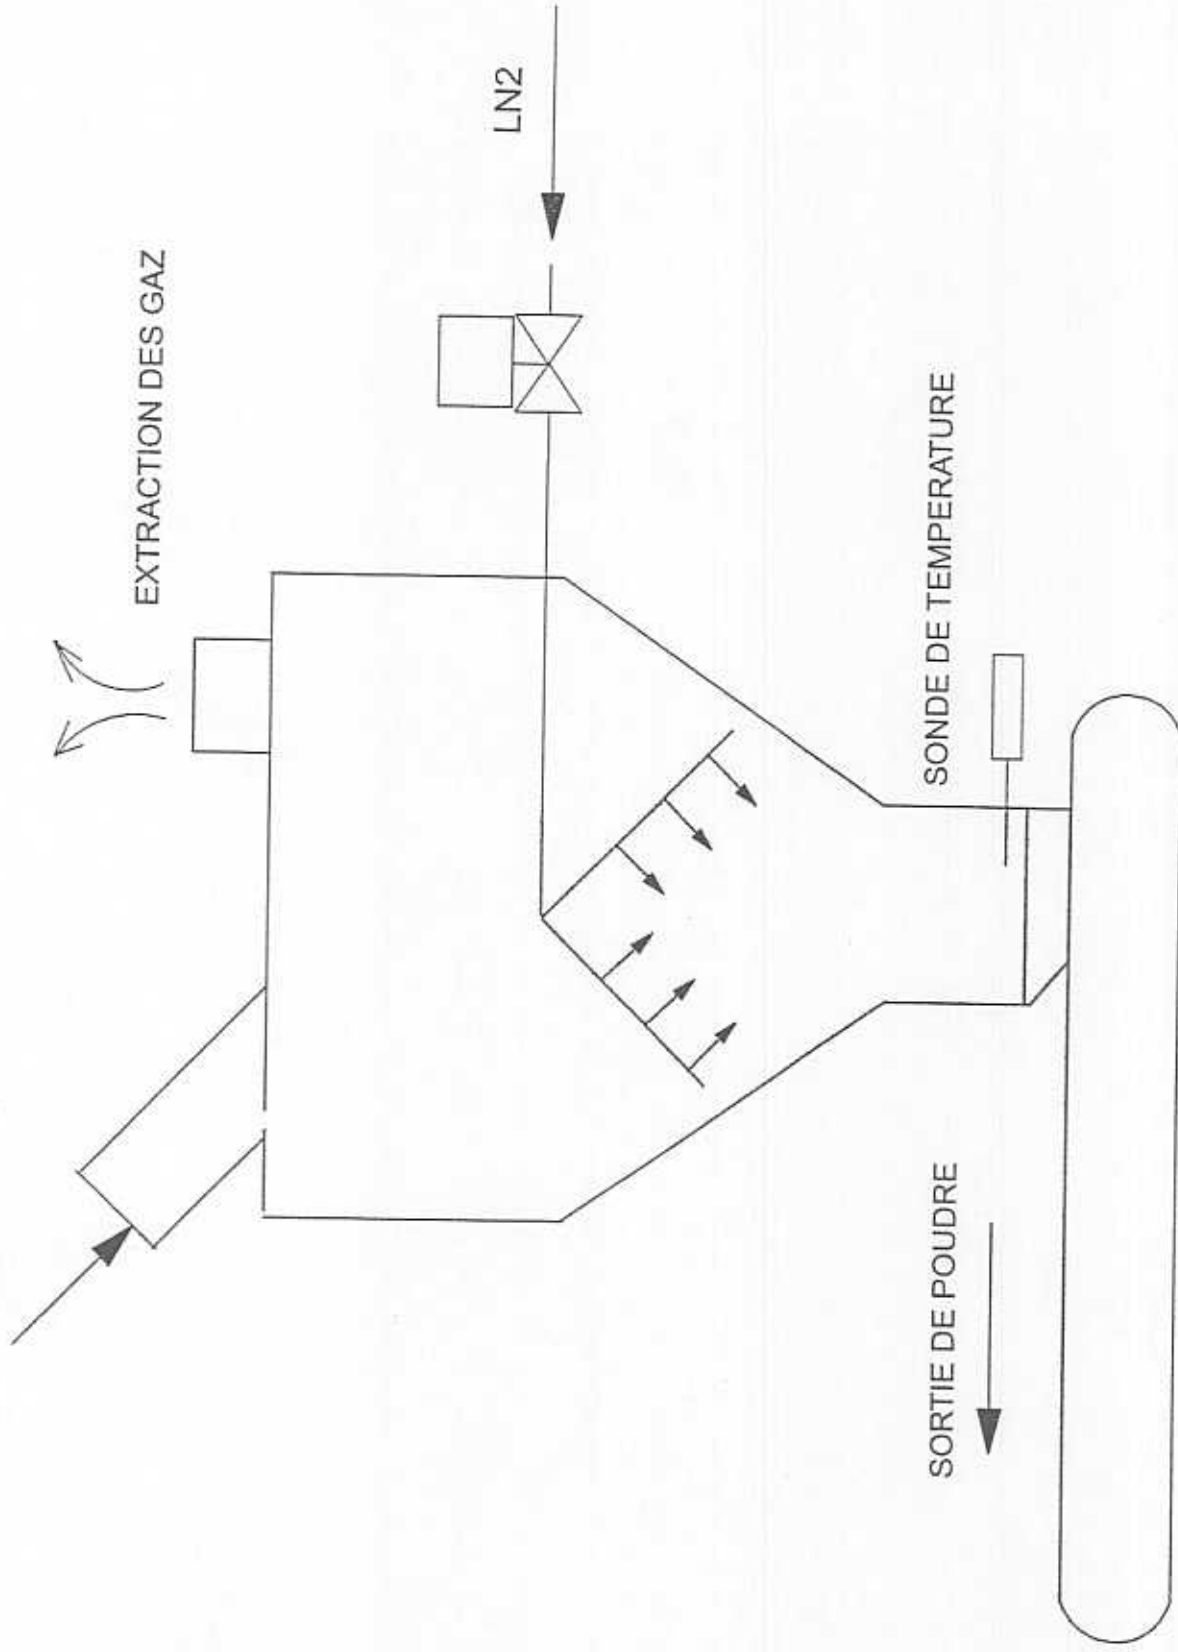 EXTRACTION DES GAZ
LN2
SONDE DE TEMPERATURE
SORTIE DE POUDRE